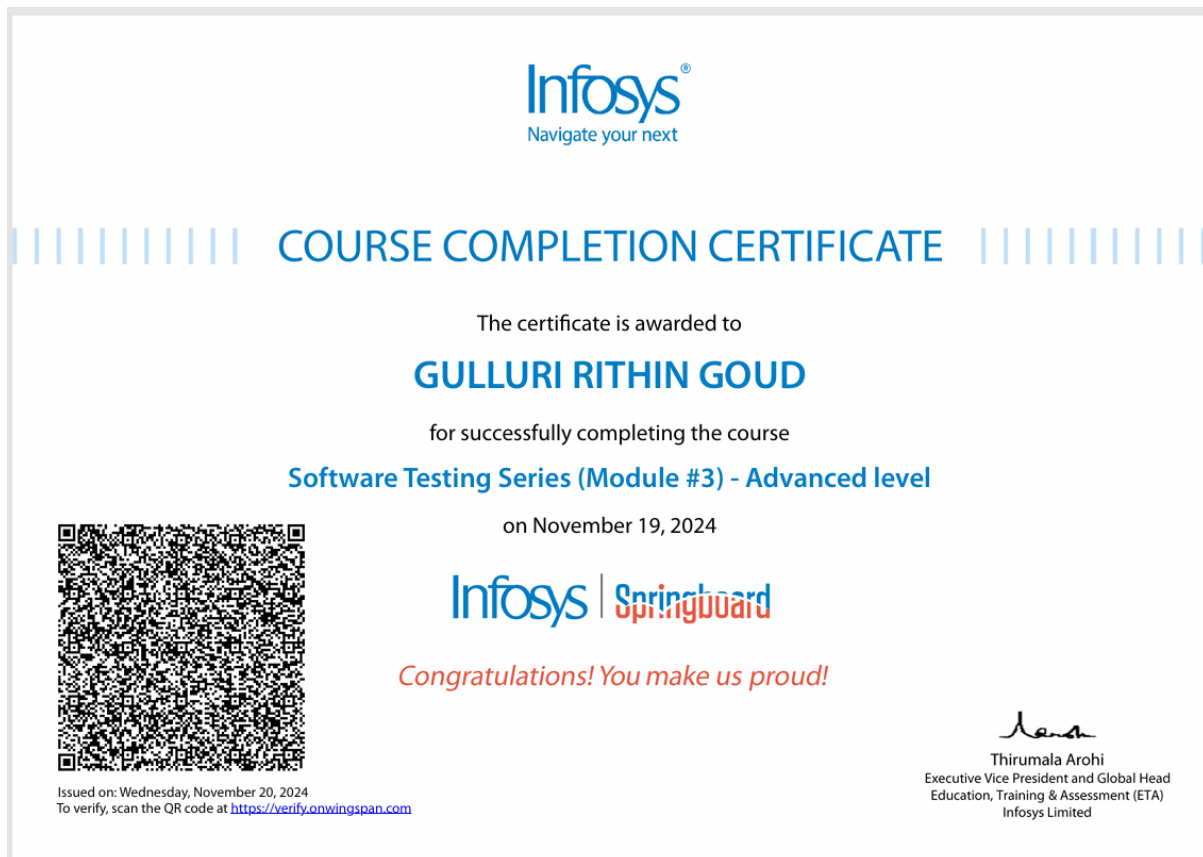 Infosys®
Navigate your next
COURSE COMPLETION CERTIFICATE
The certificate is awarded to
GULLURI RITHIN GOUD
for successfully completing the course
Software Testing Series (Module #3) - Advanced level
on November 19, 2024
Infosys | Springboard
Congratulations! You make us proud!
Issued on: Wednesday, November 20, 2024
To verify, scan the QR code at https://verify.onwingspan.com
Thirumala Arohi
Executive Vice President and Global Head
Education, Training & Assessment (ETA)
Infosys Limited